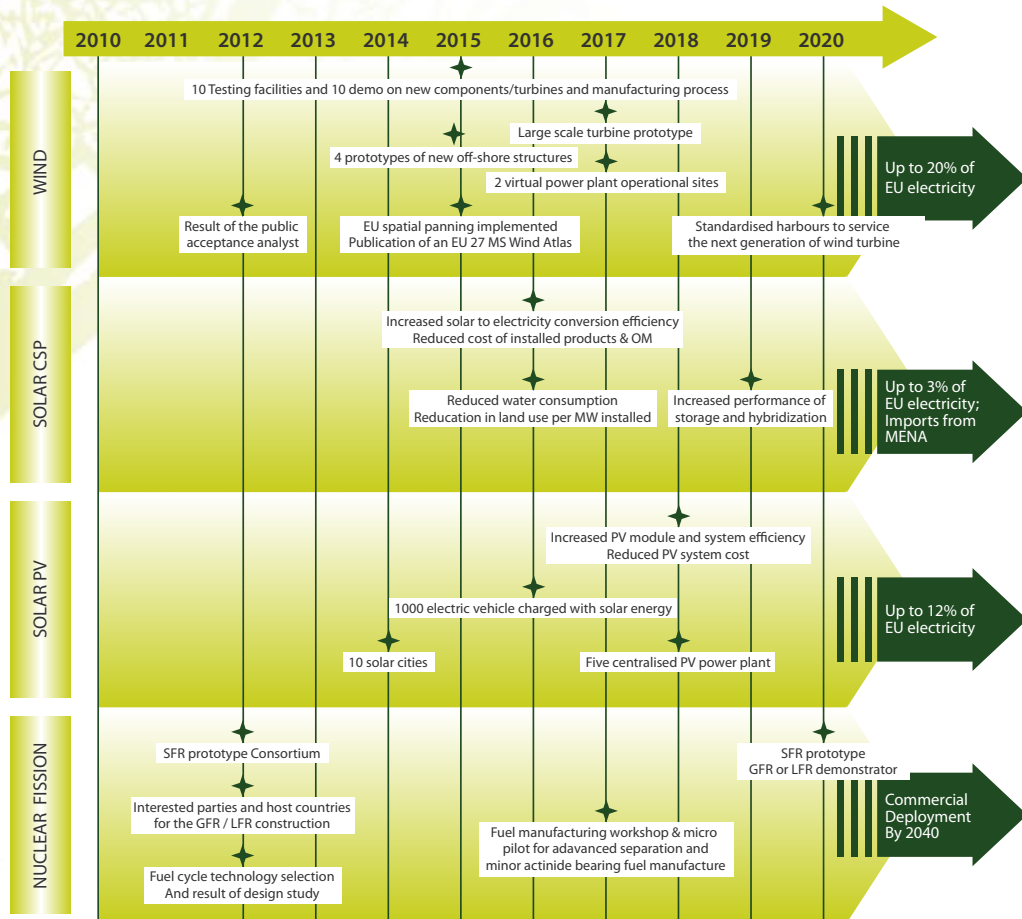 2010 2011 2012 2013 2014 2015 2016 2017 2018 2019 2020
WIND
10 Testing facilities and 10 demo on new components/turbines and manufacturing process
Large scale turbine prototype
4 prototypes of new off-shore structures
2 virtual power plant operational sites
Result of the public
acceptance analyst
EU spatial panning implemented
Publication of an EU 27 MS Wind Atlas
Standardised harbours to service
the next generation of wind turbine
Up to 20% of
EU electricity
SOLAR CSP
Increased solar to electricity conversion efficiency
Reduced cost of installed products & OM
Reduced water consumption
Reducation in land use per MW installed
Increased performance of
storage and hybridization
Up to 3% of
EU electricity;
Imports from
MENA
SOLAR PV
Increased PV module and system efficiency
Reduced PV system cost
1000 electric vehicle charged with solar energy
10 solar cities
Five centralised PV power plant
Up to 12% of
EU electricity
NUCLEAR FISSION
SFR prototype Consortium
Interested parties and host countries
for the GFR / LFR construction
Fuel cycle technology selection
And result of design study
Fuel manufacturing workshop & micro
pilot for adavanced separation and
minor actinide bearing fuel manufacture
SFR prototype
GFR or LFR demonstrator
Commercial
Deployment
By 2040